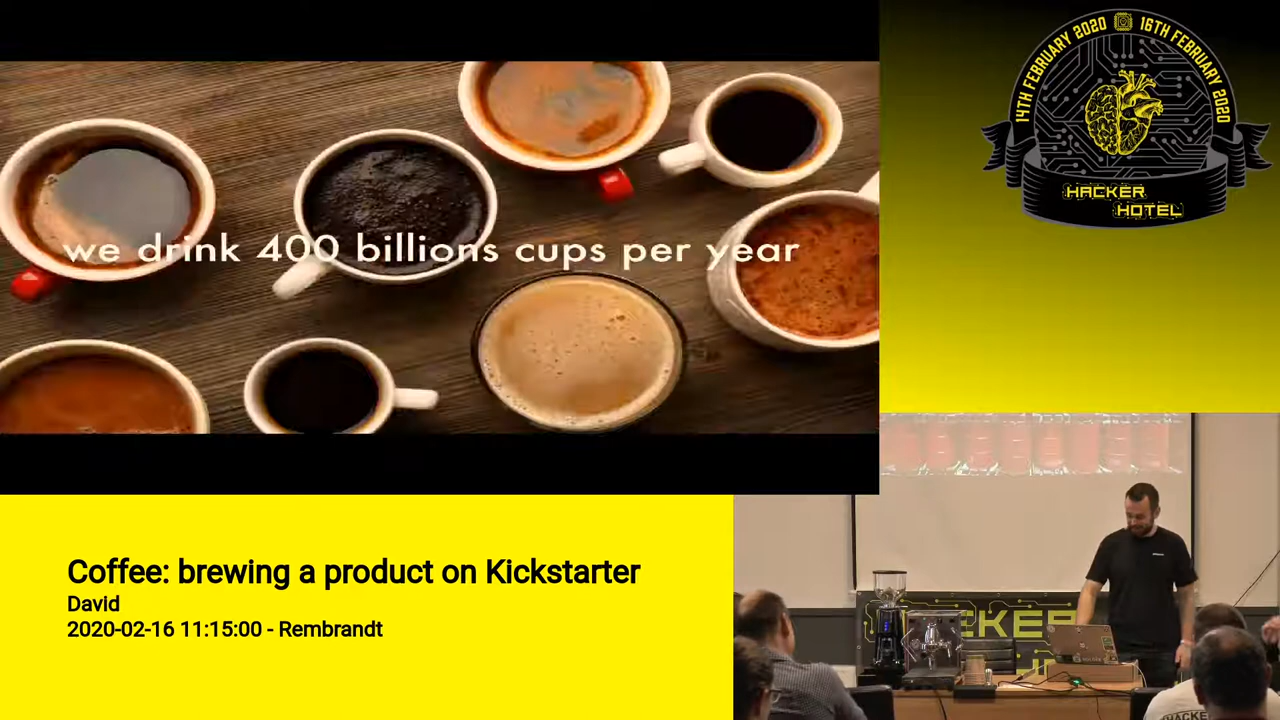 we drink 400 billions cups per year
14TH FEBRUARY 2020 16TH FEBRUARY 2020
HACKER
HOTEL
Coffee: brewing a product on Kickstarter
David
2020-02-16 11:15:00 - Rembrandt